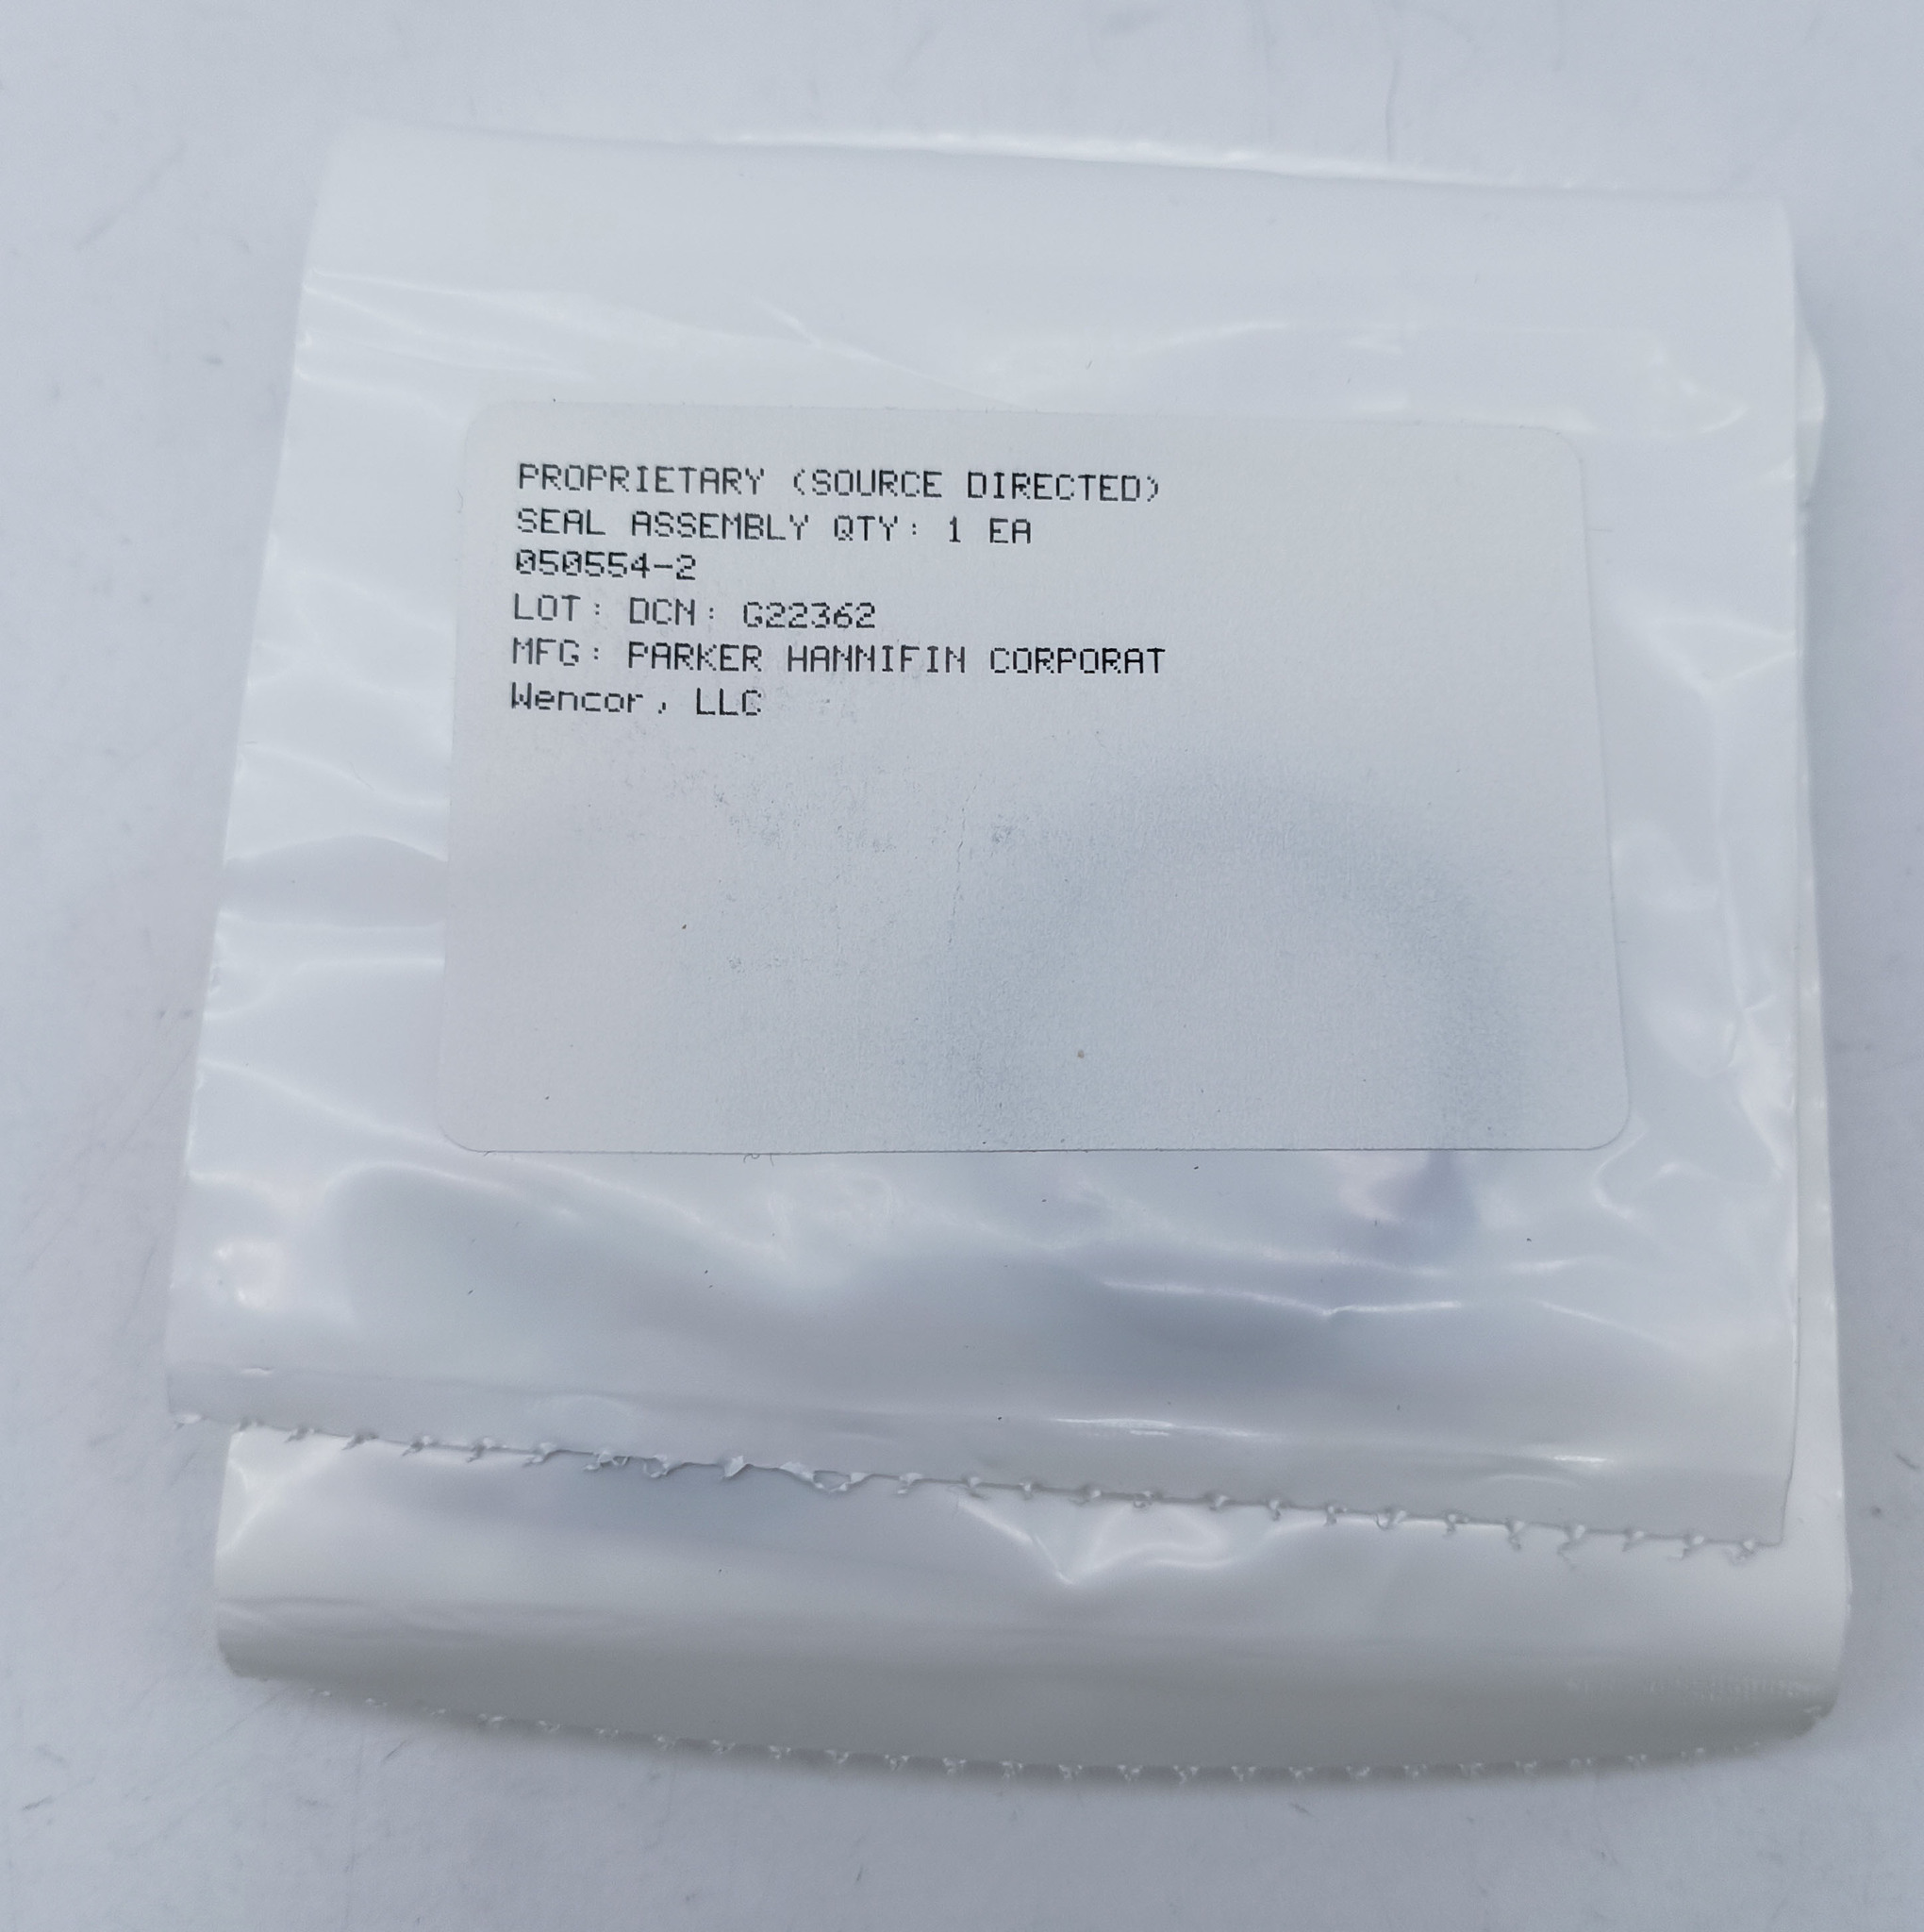 PROPRIETARY (SOURCE DIRECTED)
SEAL ASSEMBLY QTY: 1 EA
050554-2
LOT: DCN: G22362
MFG: PARKER HANNIFIN CORPORAT
Wencor, LLC